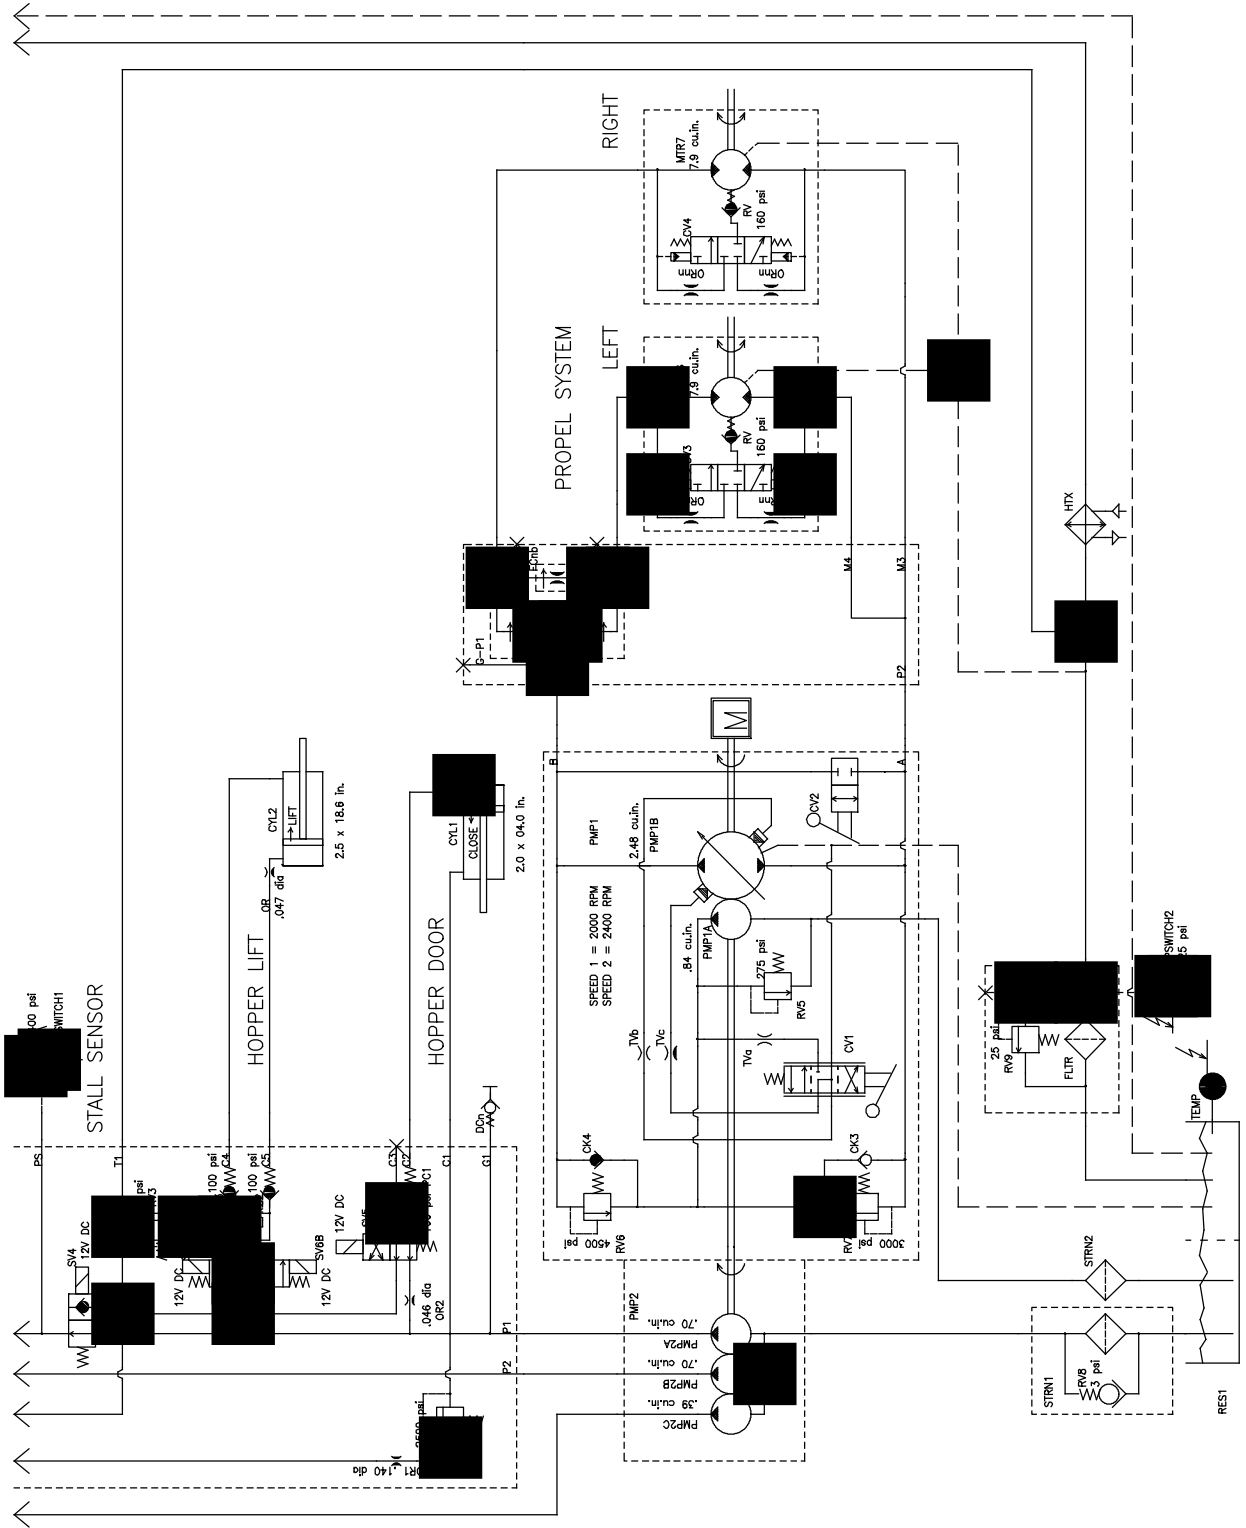 RIGHT
MTR7
7.9 cu.in.
RV
160 psi
CV4
ORnn
ORnn
PROPEL SYSTEM
LEFT
7.9 cu.in.
RV
160 psi
ORnn
HTX
M4
M3
G-P1
P2
M
B
A
CYL2
LIFT
2.5 x 18.6 in.
OR
.047 dia
HOPPER LIFT
CYL1
CLOSE
2.0 x 04.0 in.
HOPPER DOOR
PMP1
2.48 cu.in.
PMP1B
CV2
SPEED 1 = 2000 RPM
SPEED 2 = 2400 RPM
.84 cu.in.
PMP1A
275 psi
RV5
TVb
TVc
TVa
CV1
STALL SENSOR
25 psi
RV9
FLTR
TEMP
DCn
CK4
CK3
PS
T1
C4
C5
C3
C2
C1
G1
100 psi
100 psi
psi
12V DC
SV4
12V DC
12V DC
12V DC
SV6B
.046 dia
OR2
P1
P2
4500 psi
RV6
3000 psi
PMP2
.70 cu.in.
PMP2A
.70 cu.in.
PMP2B
.39 cu.in.
PMP2C
STRN2
STRN1
RV8
3 psi
RES1
.140 dia